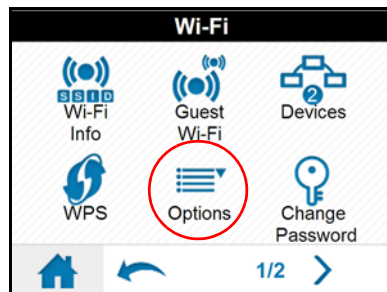 Wi-Fi
SSID
Wi-Fi
Info
Guest
Wi-Fi
2
Devices
WPS
Options
Change
Password
1/2